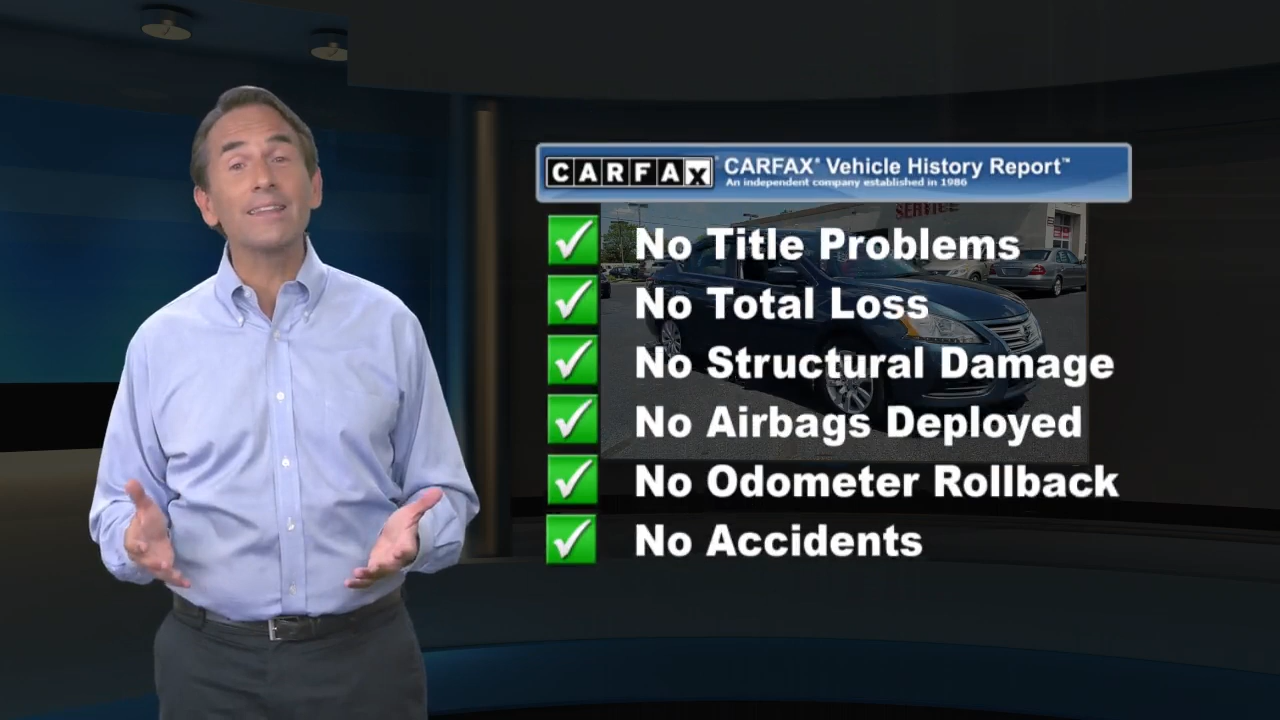 CARFAX CARFAX® Vehicle History Report™
An independent company established in 1986
SERVICE
No Title Problems
No Total Loss
No Structural Damage
No Airbags Deployed
No Odometer Rollback
No Accidents